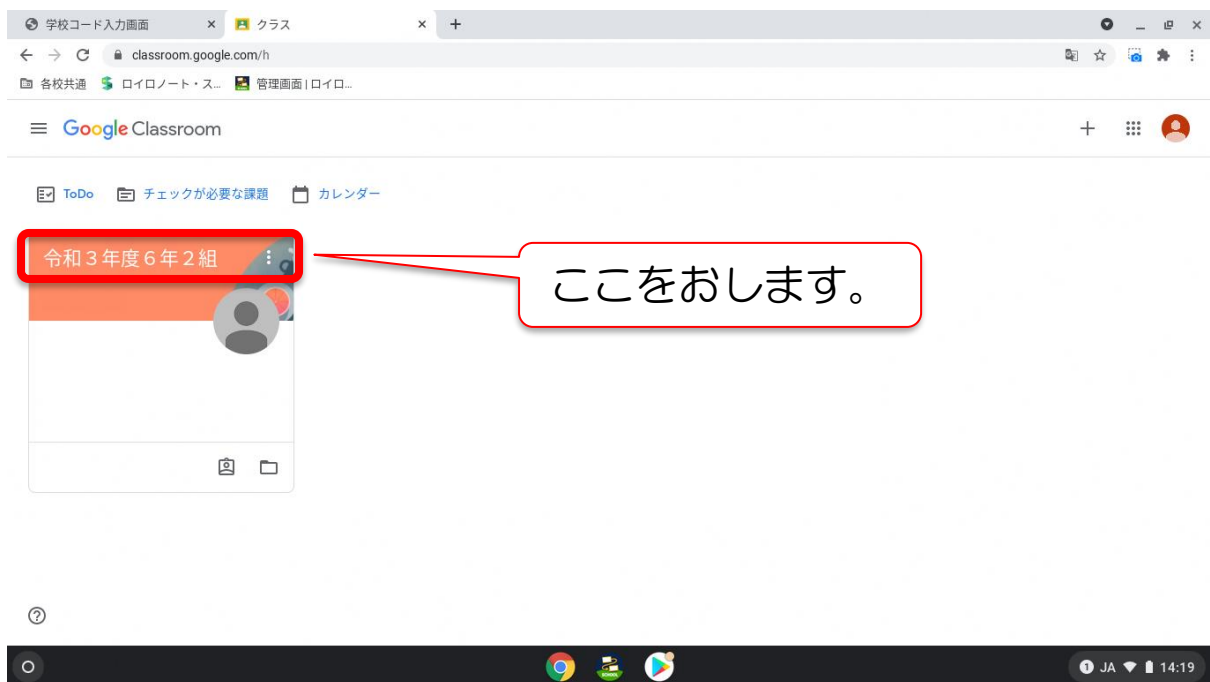 学校コード入力画面
クラス
classroom.google.com/h
各校共通 ロイロノート・ス... 管理画面|ロイロ...
Google Classroom
ToDo チェックが必要な課題 カレンダー
令和３年度６年２組
ここをおします。
1 JA 14:19